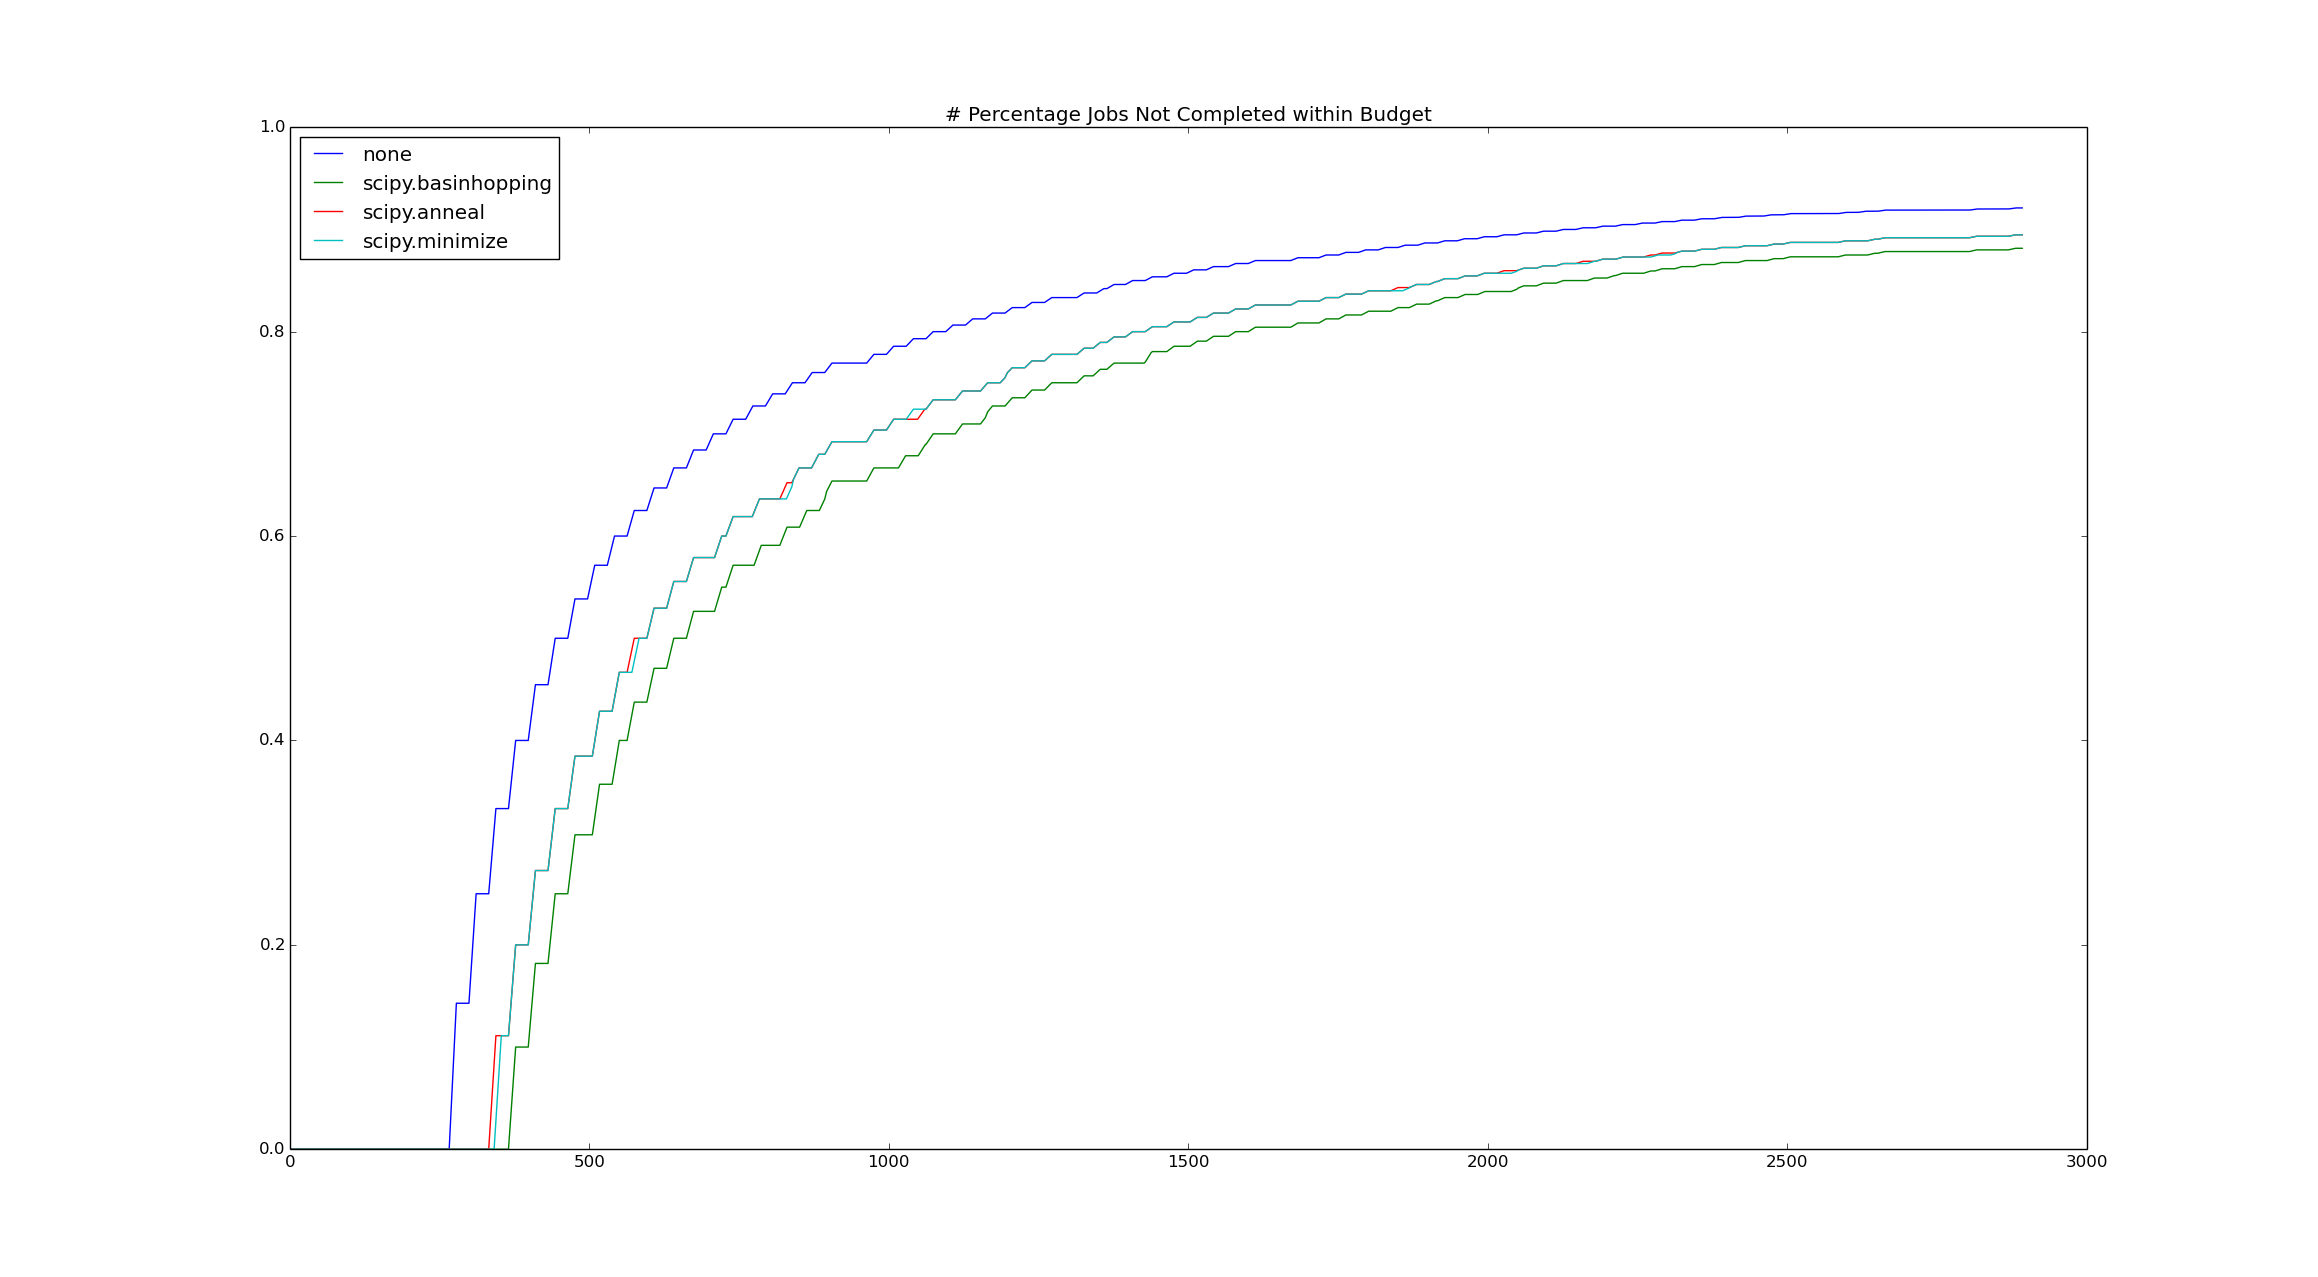 # Percentage Jobs Not Completed within Budget
1.0
none
scipy.basinhopping
scipy.anneal
scipy.minimize
0.8
0.6
0.4
0.2
0.0
0 500 1000 1500 2000 2500 3000